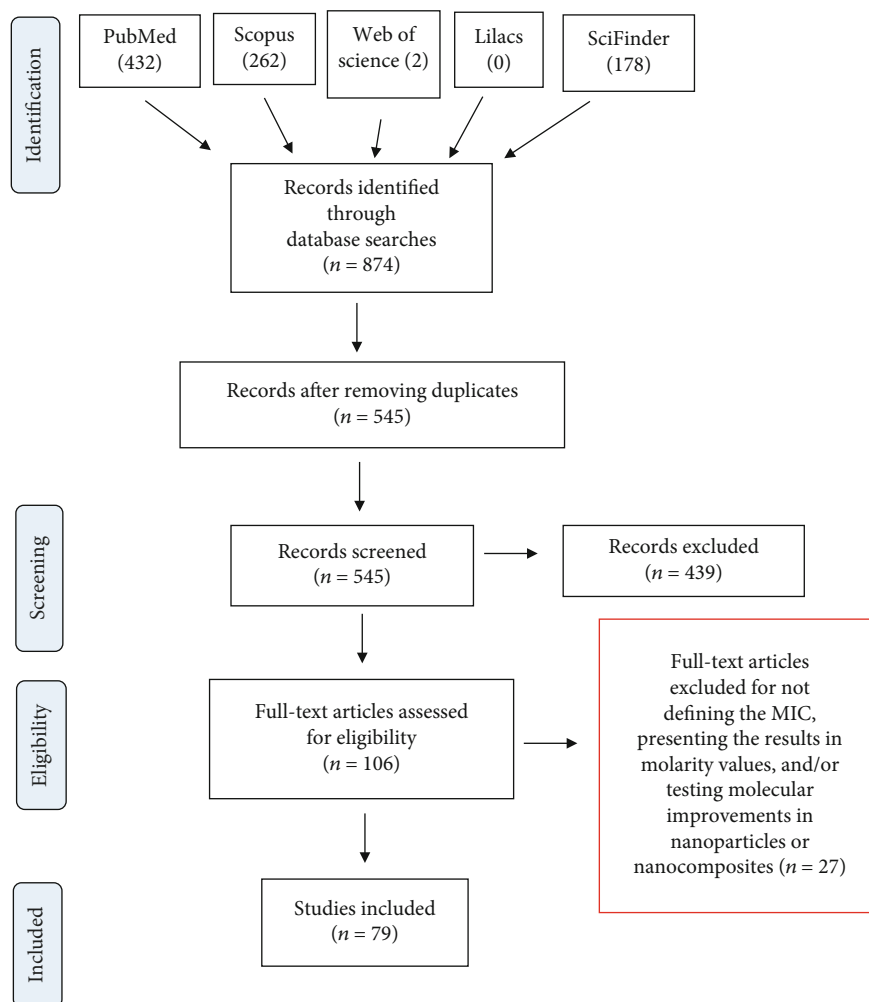 Identification
PubMed
(432)
Scopus
(262)
Web of
science (2)
Lilacs
(0)
SciFinder
(178)
Records identified
through
database searches
(n = 874)
Records after removing duplicates
(n = 545)
Screening
Records screened
(n = 545)
Records excluded
(n = 439)
Eligibility
Full-text articles assessed
for eligibility
(n = 106)
Full-text articles
excluded for not
defining the MIC,
presenting the results in
molarity values, and/or
testing molecular
improvements in
nanoparticles or
nanocomposites (n = 27)
Included
Studies included
(n = 79)